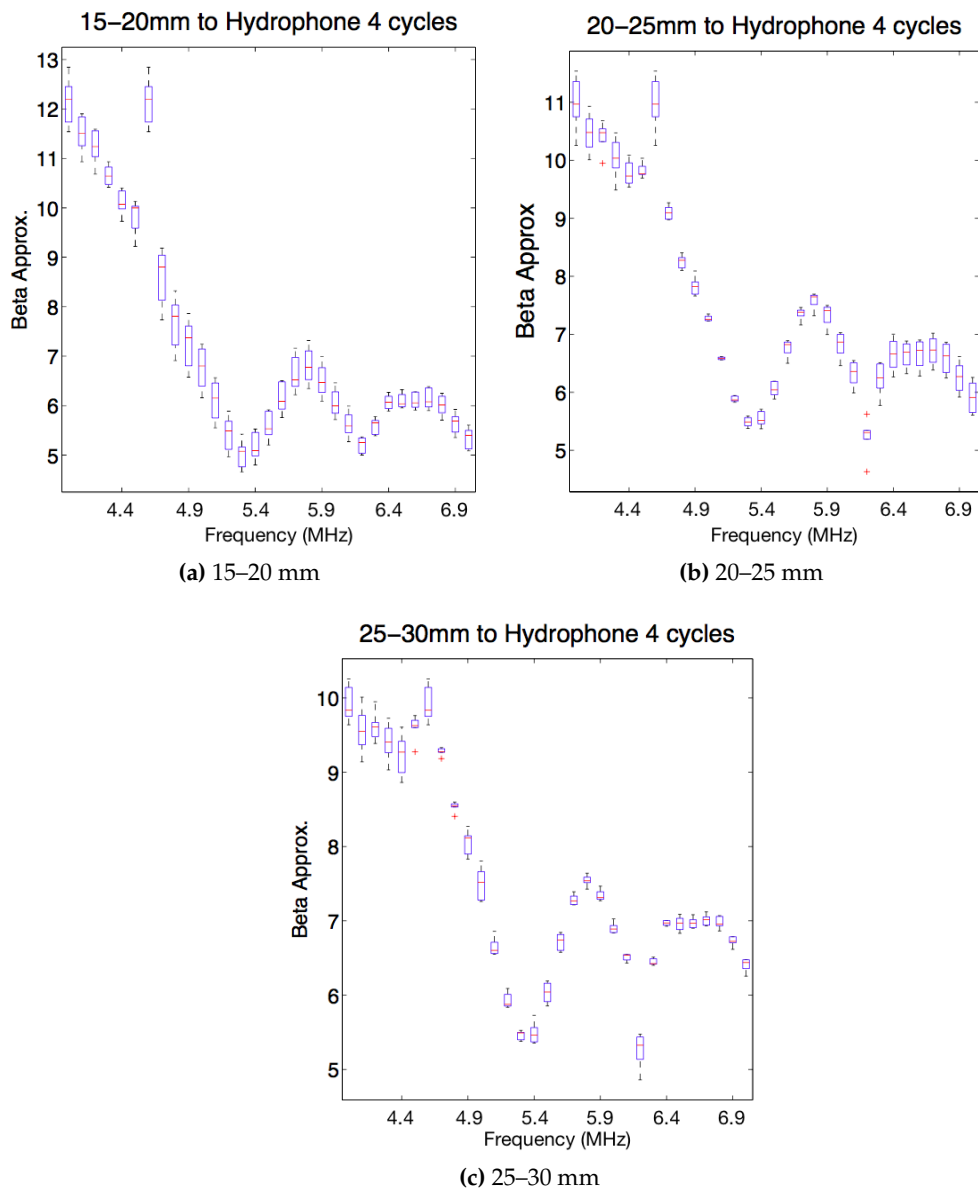 15−20mm to Hydrophone 4 cycles
13
12
11
10
9
8
7
6
5
Beta Approx.
4.4 4.9 5.4 5.9 6.4 6.9
Frequency (MHz)
(a) 15–20 mm
20−25mm to Hydrophone 4 cycles
11
10
9
8
7
6
5
Beta Approx
4.4 4.9 5.4 5.9 6.4 6.9
Frequency (MHz)
(b) 20–25 mm
25−30mm to Hydrophone 4 cycles
10
9
8
7
6
5
Beta Approx.
4.4 4.9 5.4 5.9 6.4 6.9
Frequency (MHz)
(c) 25–30 mm